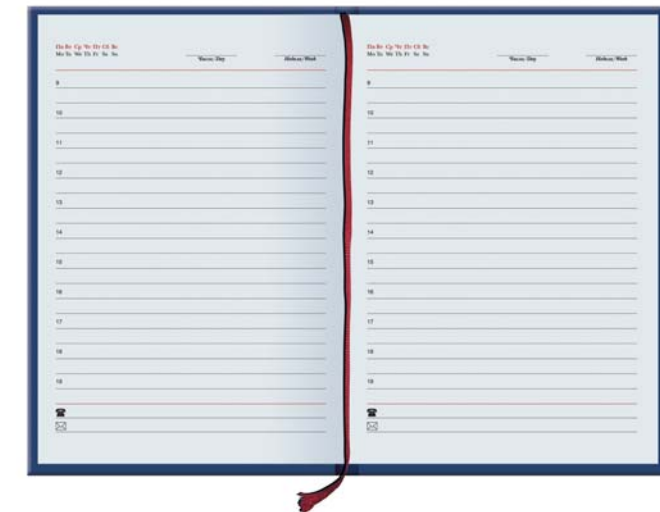 Пн Вт Ср Чт Пт Сб Вс
Mo Tu We Th Fr Sa Su
Число/Day
Неделя/Week
9
10
11
12
13
14
15
16
17
18
19
Пн Вт Ср Чт Пт Сб Вс
Mo Tu We Th Fr Sa Su
Число/Day
Неделя/Week
9
10
11
12
13
14
15
16
17
18
19